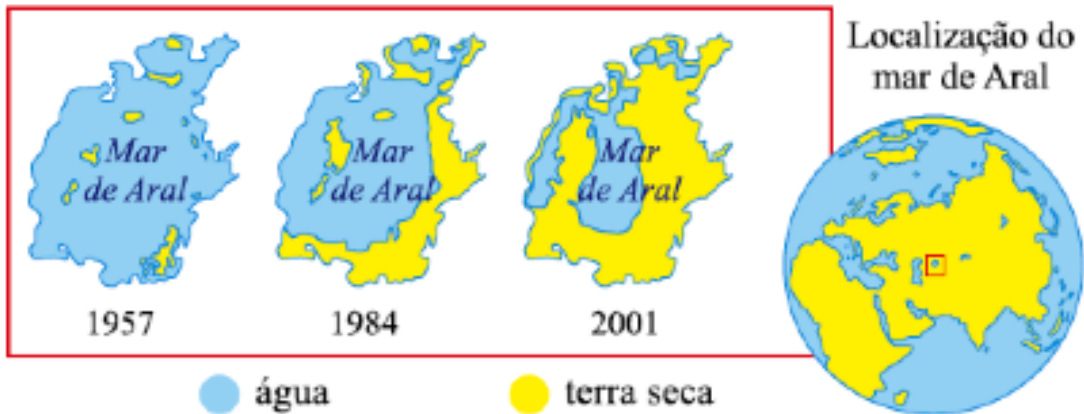 Localização do
mar de Aral
Mar
de Aral
Mar
de Aral
Mar
de Aral
1957
1984
2001
água
terra seca